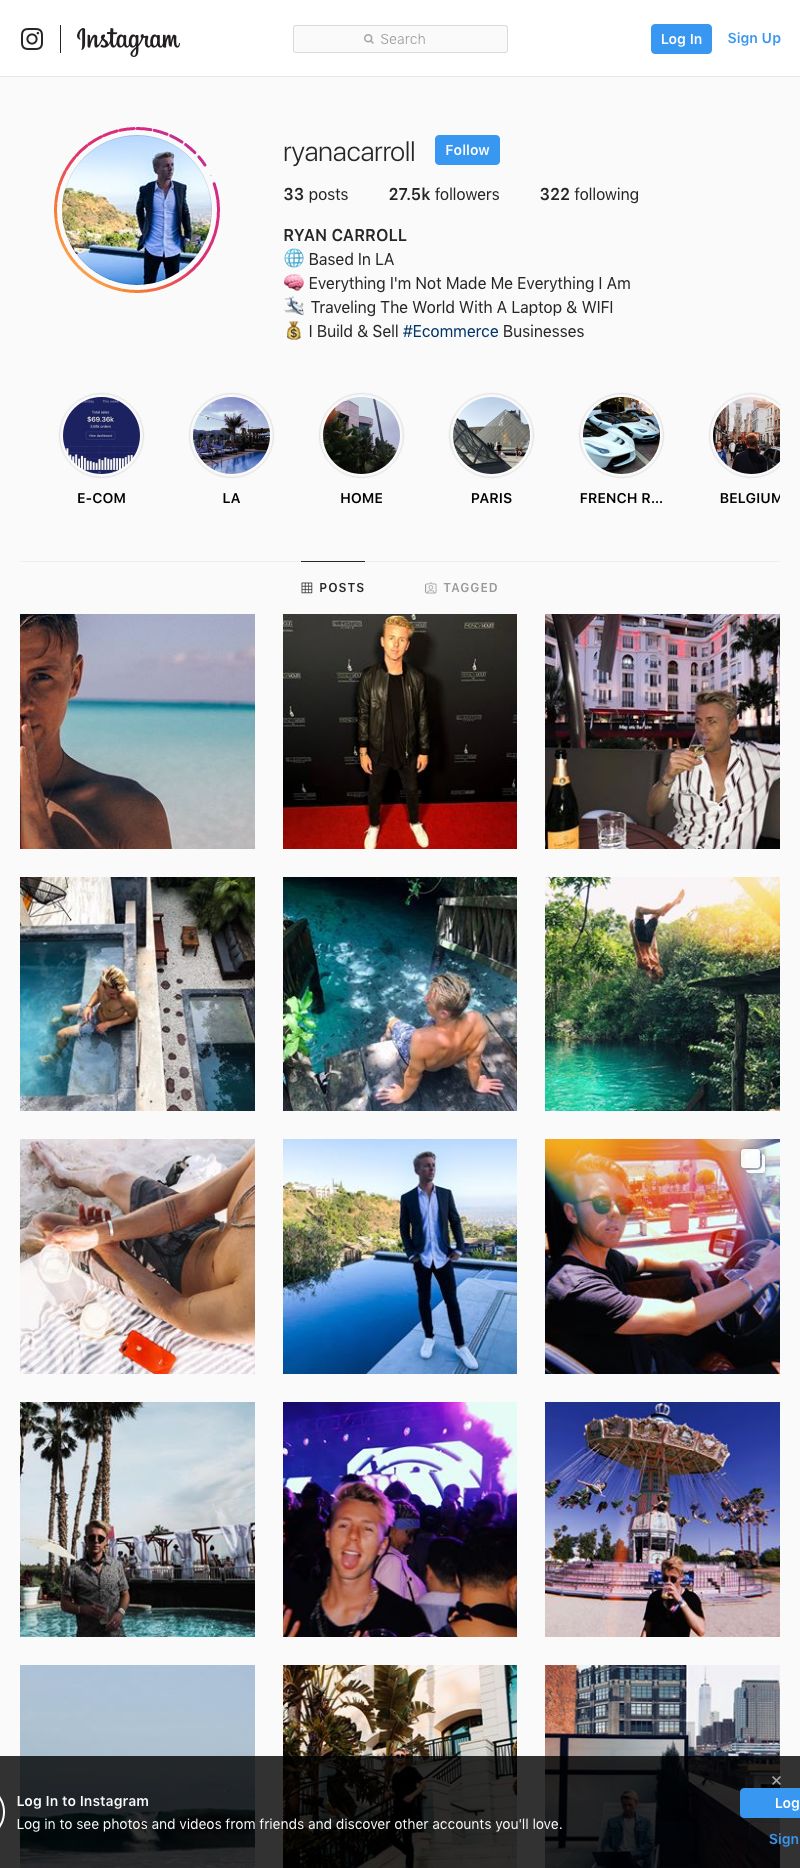 Instagram
Search
Log In
Sign Up
ryanacarroll
Follow
33 posts
27.5k followers
322 following
RYAN CARROLL
🌐 Based In LA
🧠 Everything I'm Not Made Me Everything I Am
Traveling The World With A Laptop & WIFI
💰 I Build & Sell #Ecommerce Businesses
Total sales
$69.36k
View dashboard
E-COM
LA
HOME
PARIS
FRENCH R...
BELGIUM
POSTS
TAGGED
Log In to Instagram
Log in to see photos and videos from friends and discover other accounts you'll love.
Log
Sign